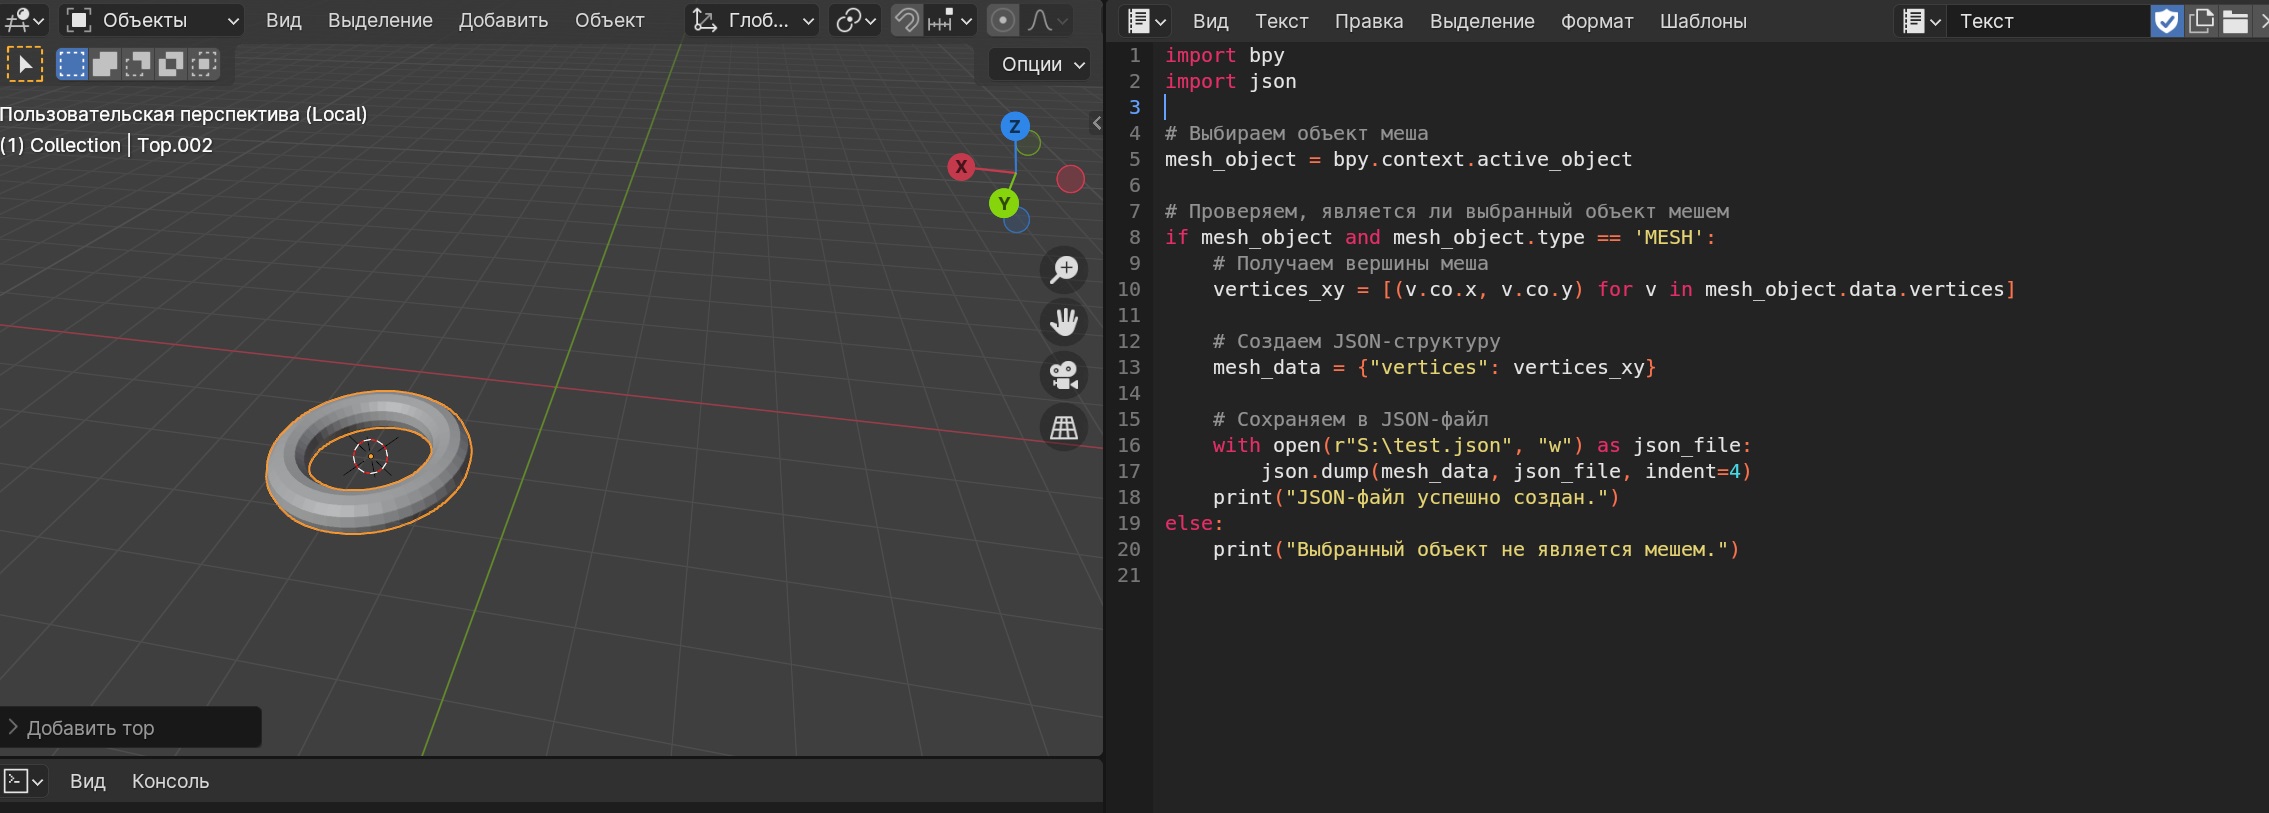 Объекты
Вид
Выделение
Добавить
Объект
Глоб...
Опции
Пользовательская перспектива (Local)
(1) Collection | Тор.002
Z
X
Y
Добавить тор
Вид
Консоль
Вид
Текст
Правка
Выделение
Формат
Шаблоны
Текст
1 import bpy
2 import json
3
4 # Выбираем объект меша
5 mesh_object = bpy.context.active_object
6
7 # Проверяем, является ли выбранный объект мешем
8 if mesh_object and mesh_object.type == 'MESH':
9     # Получаем вершины меша
10     vertices_xy = [(v.co.x, v.co.y) for v in mesh_object.data.vertices]
11
12     # Создаем JSON-структуру
13     mesh_data = {"vertices": vertices_xy}
14
15     # Сохраняем в JSON-файл
16     with open(r"S:\test.json", "w") as json_file:
17         json.dump(mesh_data, json_file, indent=4)
18     print("JSON-файл успешно создан.")
19 else:
20     print("Выбранный объект не является мешем.")
21